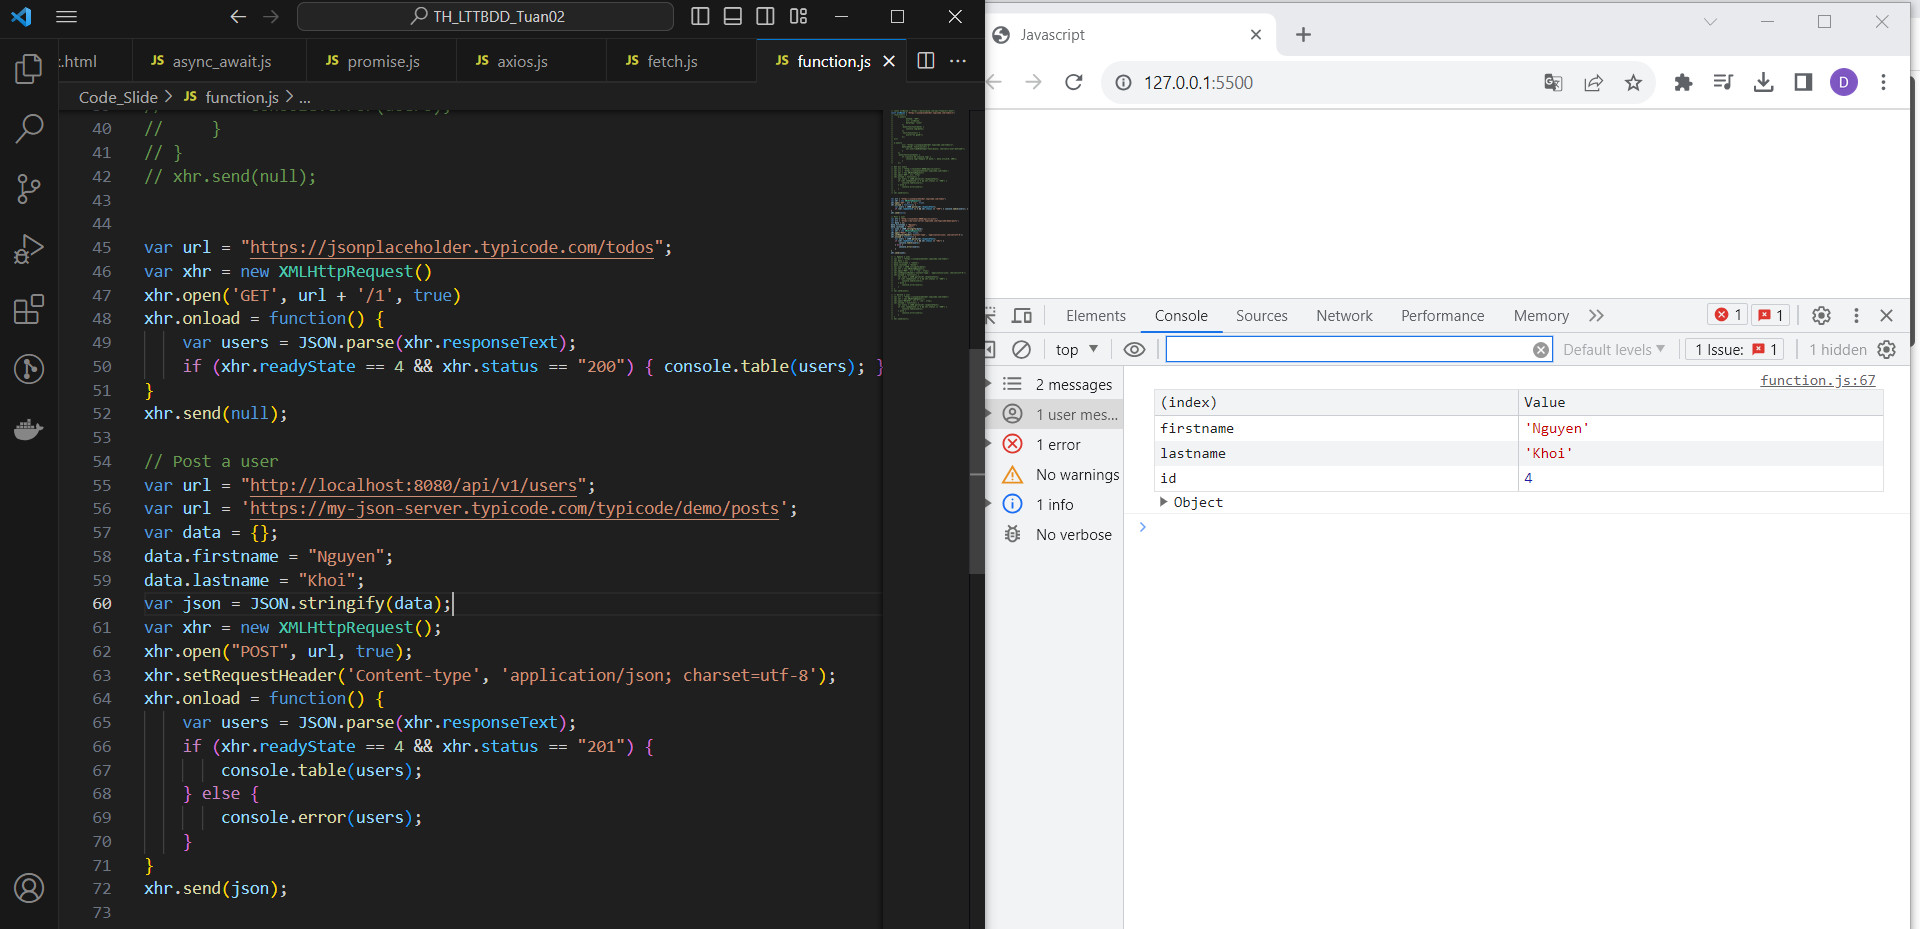 TH_LTTBDD_Tuan02
.html
JS async_await.js
JS promise.js
JS axios.js
JS fetch.js
JS function.js
Code_Slide > JS function.js > ...
40 //     }
41 // }
42 // xhr.send(null);
43
44
45 var url = "https://jsonplaceholder.typicode.com/todos";
46 var xhr = new XMLHttpRequest()
47 xhr.open('GET', url + '/1', true)
48 xhr.onload = function() {
49     var users = JSON.parse(xhr.responseText);
50     if (xhr.readyState == 4 && xhr.status == "200") { console.table(users); }
51 }
52 xhr.send(null);
53
54 // Post a user
55 var url = "http://localhost:8080/api/v1/users";
56 var url = 'https://my-json-server.typicode.com/typicode/demo/posts';
57 var data = {};
58 data.firstname = "Nguyen";
59 data.lastname = "Khoi";
60 var json = JSON.stringify(data);
61 var xhr = new XMLHttpRequest();
62 xhr.open("POST", url, true);
63 xhr.setRequestHeader('Content-type', 'application/json; charset=utf-8');
64 xhr.onload = function() {
65     var users = JSON.parse(xhr.responseText);
66     if (xhr.readyState == 4 && xhr.status == "201") {
67         console.table(users);
68     } else {
69         console.error(users);
70     }
71 }
72 xhr.send(json);
73
Javascript
127.0.0.1:5500
D
Elements Console Sources Network Performance Memory 1 1
top Default levels 1 Issue: 1 1 hidden
2 messages
1 user mes...
1 error
No warnings
1 info
No verbose
function.js:67
(index) Value
firstname 'Nguyen'
lastname 'Khoi'
id 4
Object